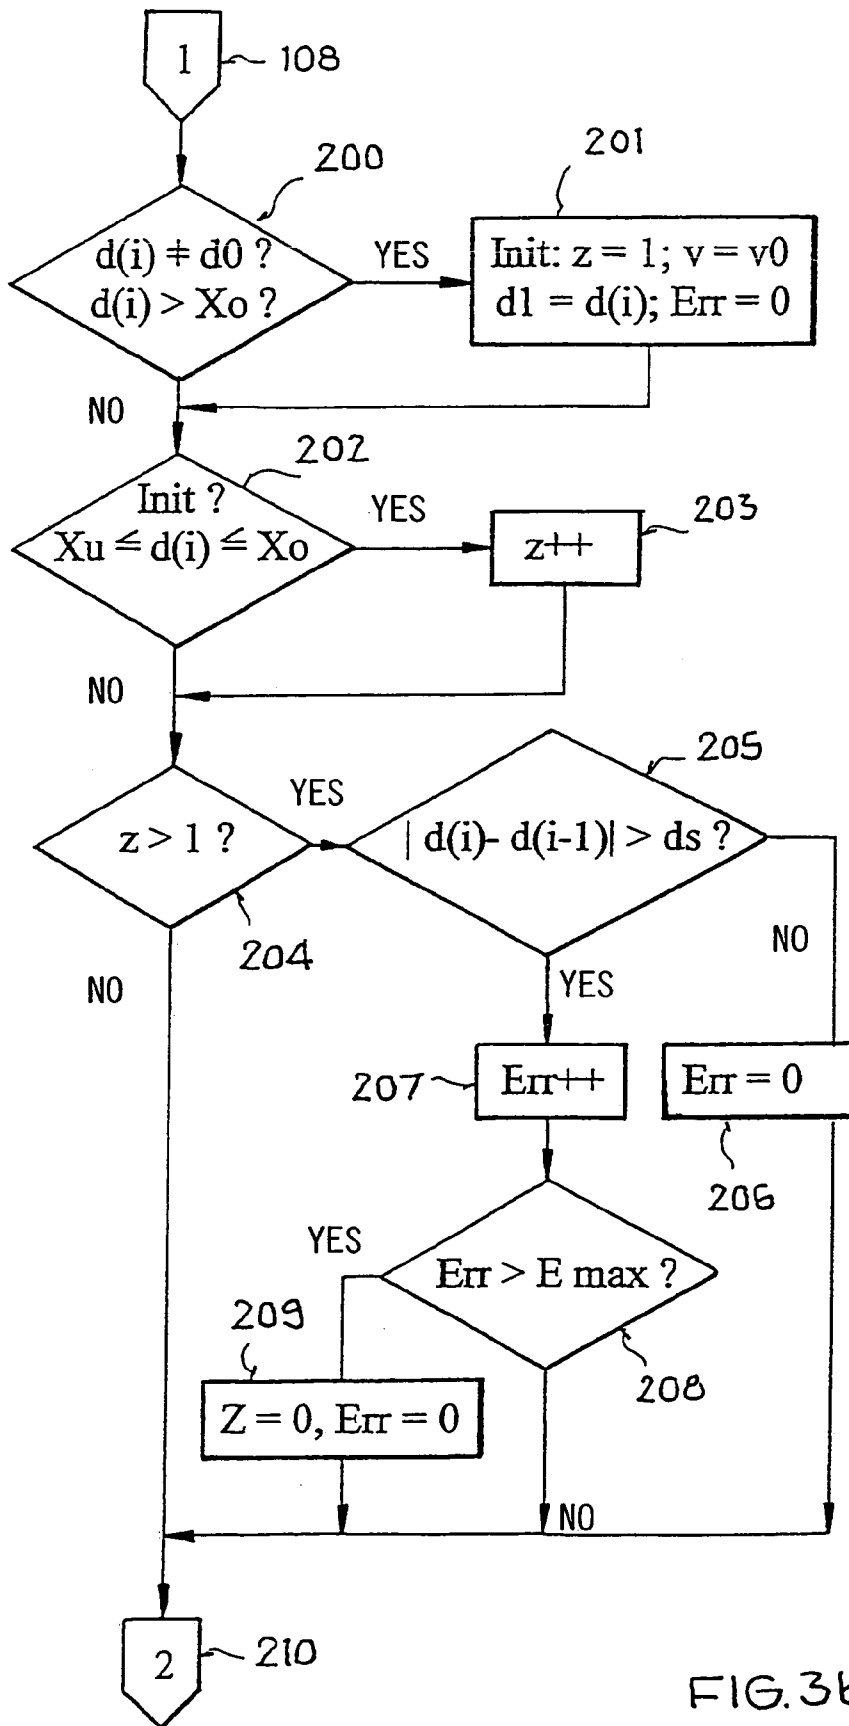 1
108
200
d(i) ≠ d0 ?
d(i) > Xo ?
YES
201
Init: z = 1; v = v0
d1 = d(i); Err = 0
NO
202
Init ?
Xu ≤ d(i) ≤ Xo
YES
203
z++
NO
204
z > 1 ?
YES
205
| d(i)- d(i-1)| > ds ?
NO
NO
YES
207
Err++
Err = 0
206
YES
Err > E max ?
208
209
Z = 0, Err = 0
NO
2
210
FIG.3b